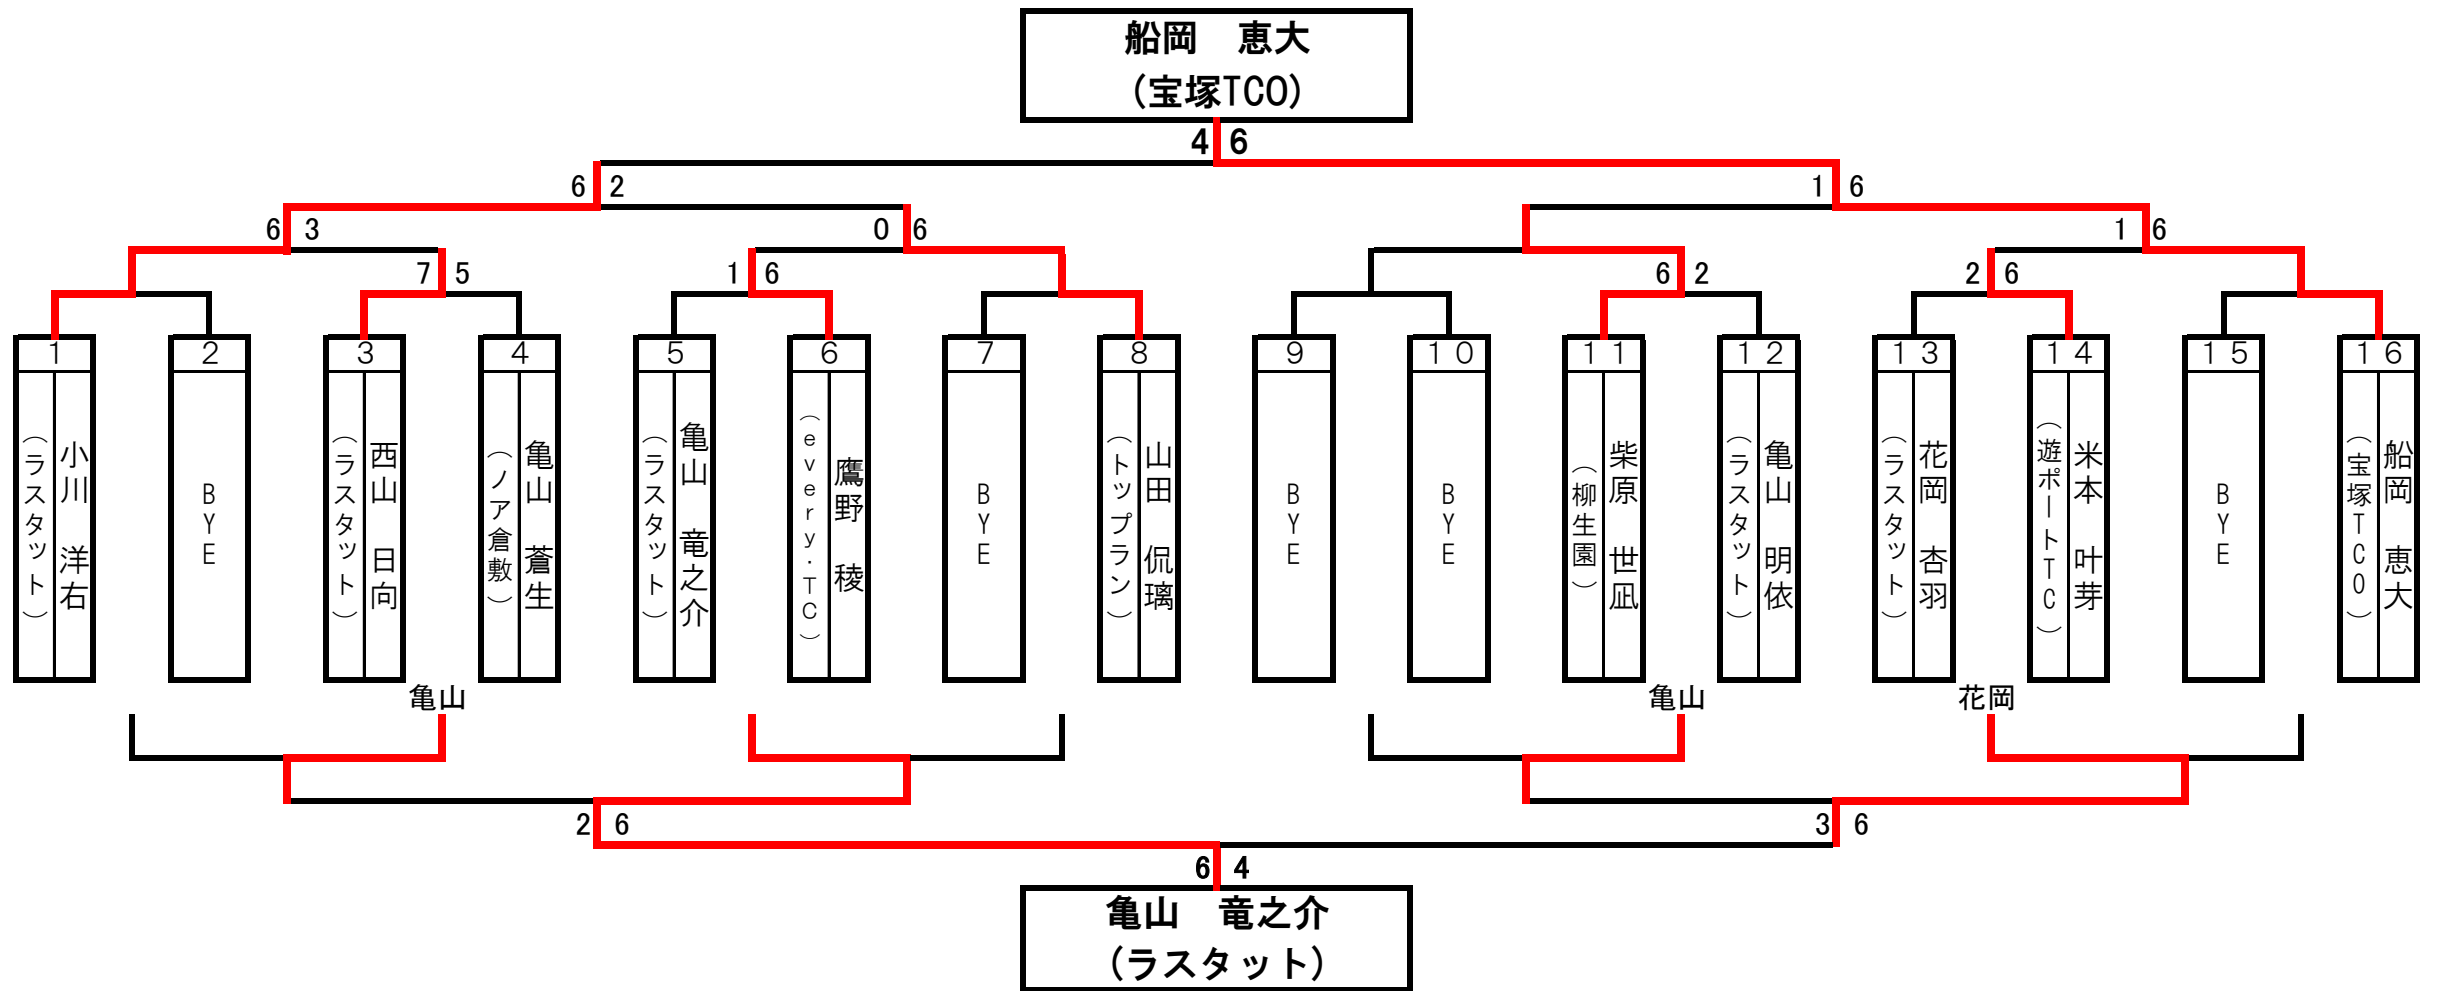 船岡　恵大
(宝塚TCO)
4 6
6 2
1 6
6 3
0 6
1 6
7 5
1 6
6 2
2 6
1
2
3
4
5
6
7
8
9
10
11
12
13
14
15
16
小川　洋右
(ラスタット)
BYE
西山　日向
(ラスタット)
亀山　蒼生
(ノア倉敷)
亀山　竜之介
(ラスタット)
鷹野　稜
(every.TC)
BYE
山田　侃璃
(トップラン)
BYE
BYE
柴原　世凪
(柳生園)
亀山　明依
(ラスタット)
花岡　杏羽
(ラスタット)
米本　叶芽
(遊ポートTC)
BYE
船岡　恵大
(宝塚TCO)
亀山
亀山
花岡
2 6
3 6
6 4
亀山　竜之介
(ラスタット)